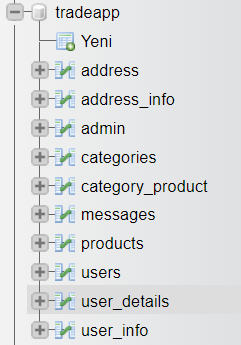 tradeapp
Yeni
address
address_info
admin
categories
category_product
messages
products
users
user_details
user_info